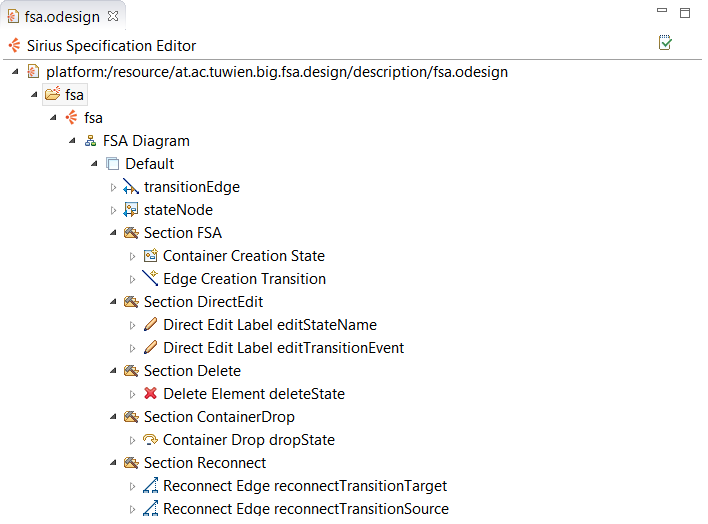 fsa.odesign
Sirius Specification Editor
platform:/resource/at.ac.tuwien.big.fsa.design/description/fsa.odesign
fsa
fsa
FSA Diagram
Default
transitionEdge
stateNode
Section FSA
Container Creation State
Edge Creation Transition
Section DirectEdit
Direct Edit Label editStateName
Direct Edit Label editTransitionEvent
Section Delete
Delete Element deleteState
Section ContainerDrop
Container Drop dropState
Section Reconnect
Reconnect Edge reconnectTransitionTarget
Reconnect Edge reconnectTransitionSource